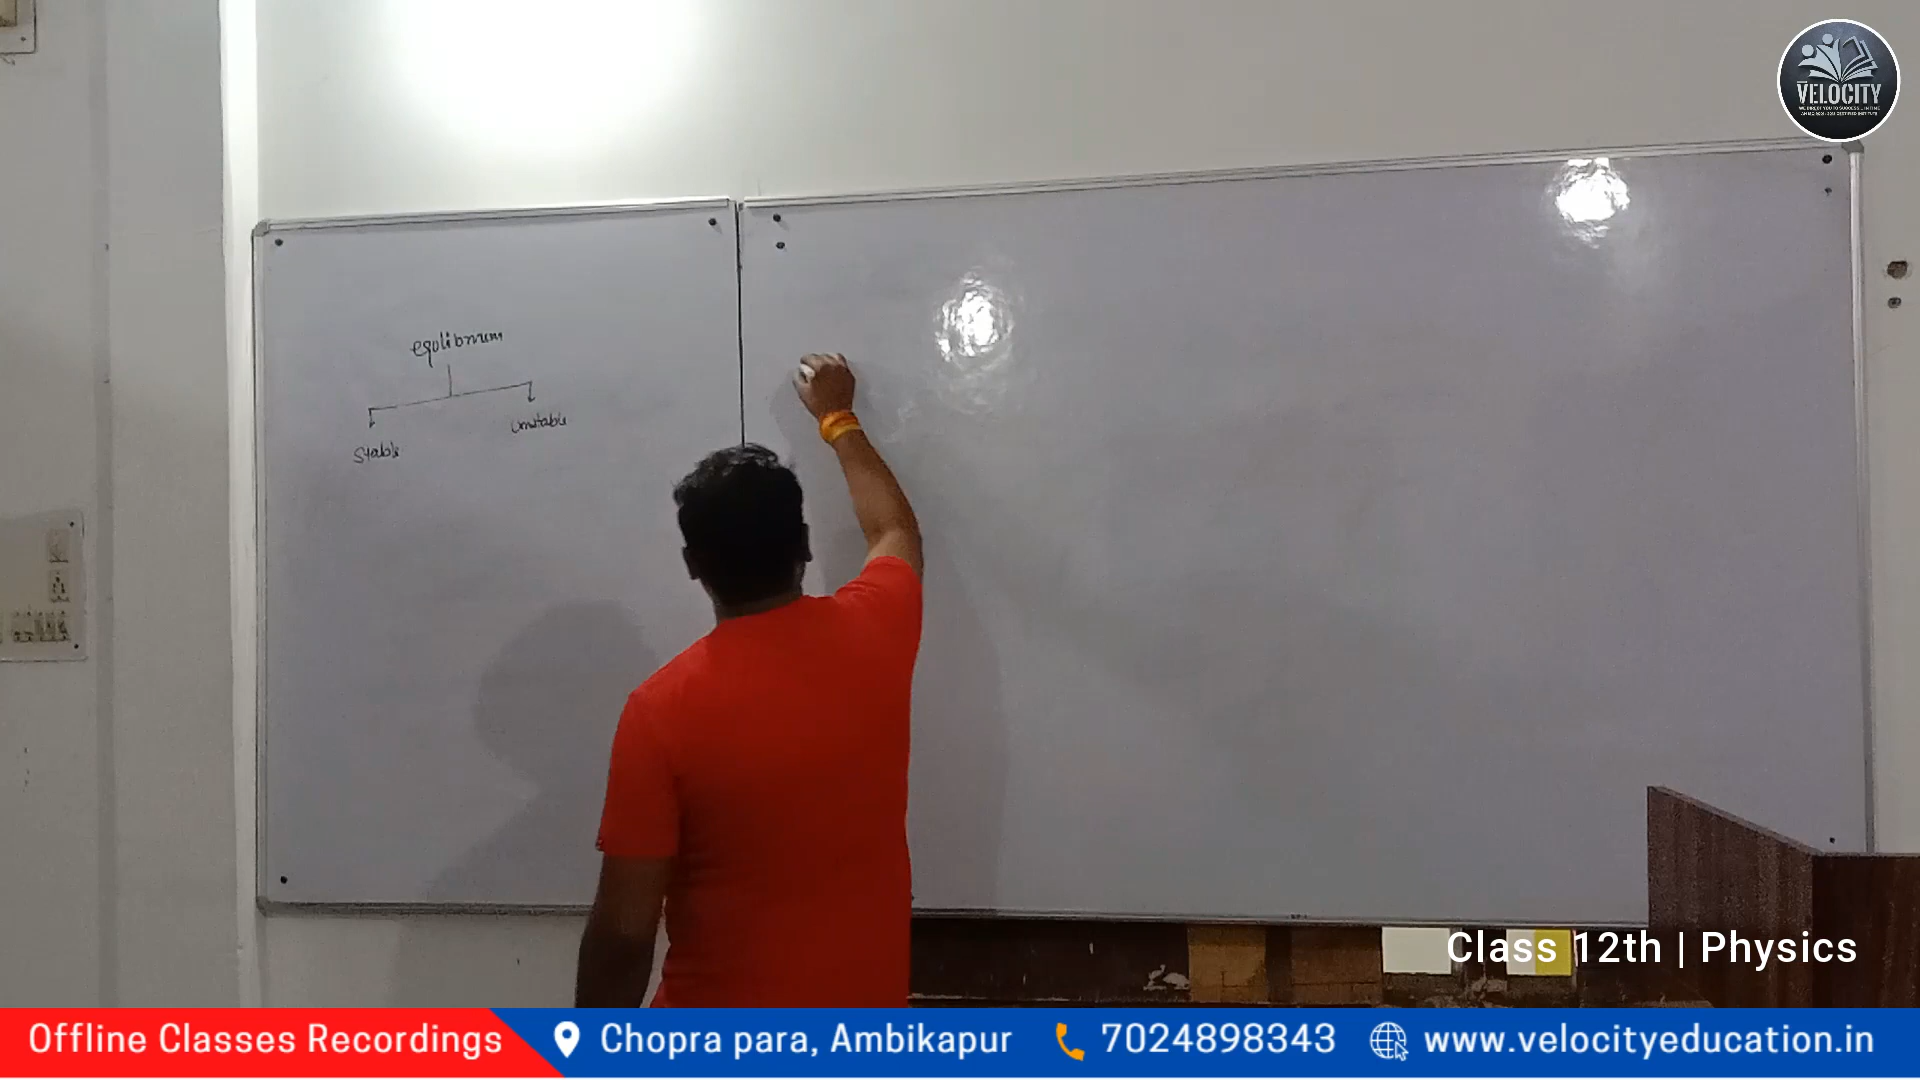 VELOCITY
equlibrium
Stable
Unstable
Class 12th | Physics
Offline Classes Recordings
Chopra para, Ambikapur
7024898343
www.velocityeducation.in